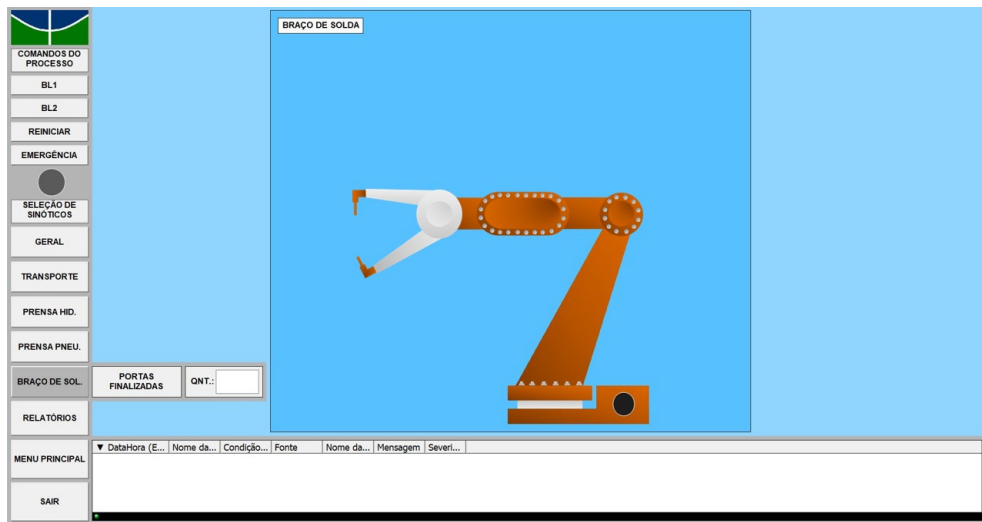 BRAÇO DE SOLDA
COMANDOS DO
PROCESSO
BL1
BL2
REINICIAR
EMERGÊNCIA
SELEÇÃO DE
SINÓTICOS
GERAL
TRANSPORTE
PRENSA HID.
PRENSA PNEU.
BRAÇO DE SOL.
PORTAS
FINALIZADAS
QNT.:
RELATÓRIOS
MENU PRINCIPAL
SAIR
▼ DataHora (E... Nome da... Condição... Fonte Nome da... Mensagem Severi...